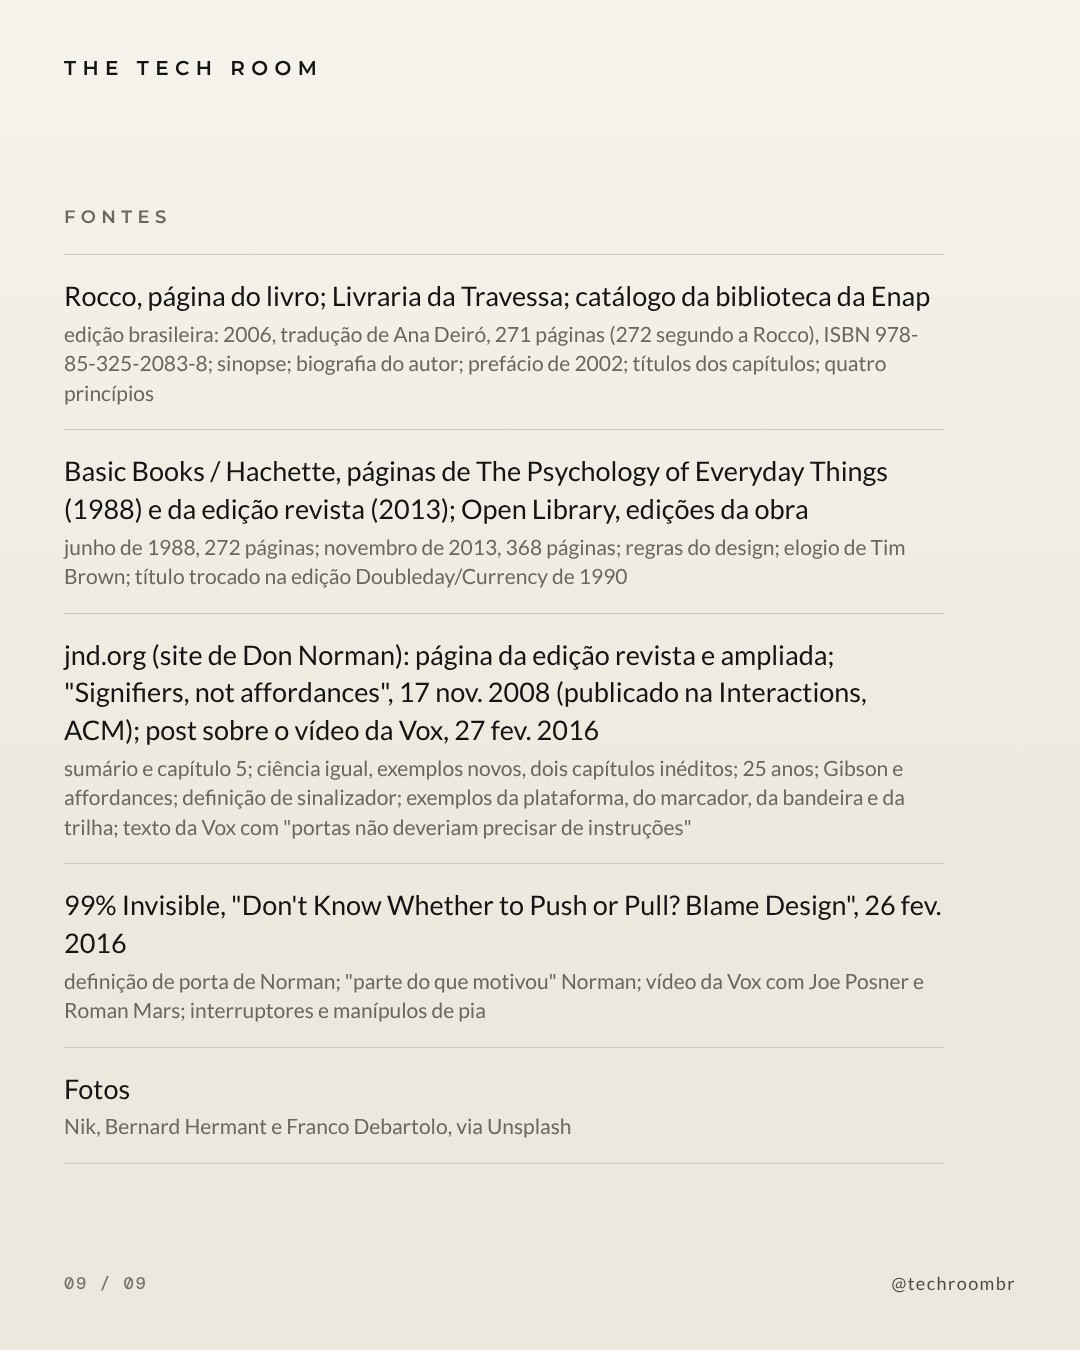 THE TECH ROOM
FONTES
Rocco, página do livro; Livraria da Travessa; catálogo da biblioteca da Enap
edição brasileira: 2006, tradução de Ana Deiró, 271 páginas (272 segundo a Rocco), ISBN 978-
85-325-2083-8; sinopse; biografia do autor; prefácio de 2002; títulos dos capítulos; quatro
princípios
Basic Books / Hachette, páginas de The Psychology of Everyday Things
(1988) e da edição revista (2013); Open Library, edições da obra
junho de 1988, 272 páginas; novembro de 2013, 368 páginas; regras do design; elogio de Tim
Brown; título trocado na edição Doubleday/Currency de 1990
jnd.org (site de Don Norman): página da edição revista e ampliada;
"Signifiers, not affordances", 17 nov. 2008 (publicado na Interactions,
ACM); post sobre o vídeo da Vox, 27 fev. 2016
sumário e capítulo 5; ciência igual, exemplos novos, dois capítulos inéditos; 25 anos; Gibson e
affordances; definição de sinalizador; exemplos da plataforma, do marcador, da bandeira e da
trilha; texto da Vox com "portas não deveriam precisar de instruções"
99% Invisible, "Don't Know Whether to Push or Pull? Blame Design", 26 fev.
2016
definição de porta de Norman; "parte do que motivou" Norman; vídeo da Vox com Joe Posner e
Roman Mars; interruptores e manípulos de pia
Fotos
Nik, Bernard Hermant e Franco Debartolo, via Unsplash
09 / 09
@techroombr